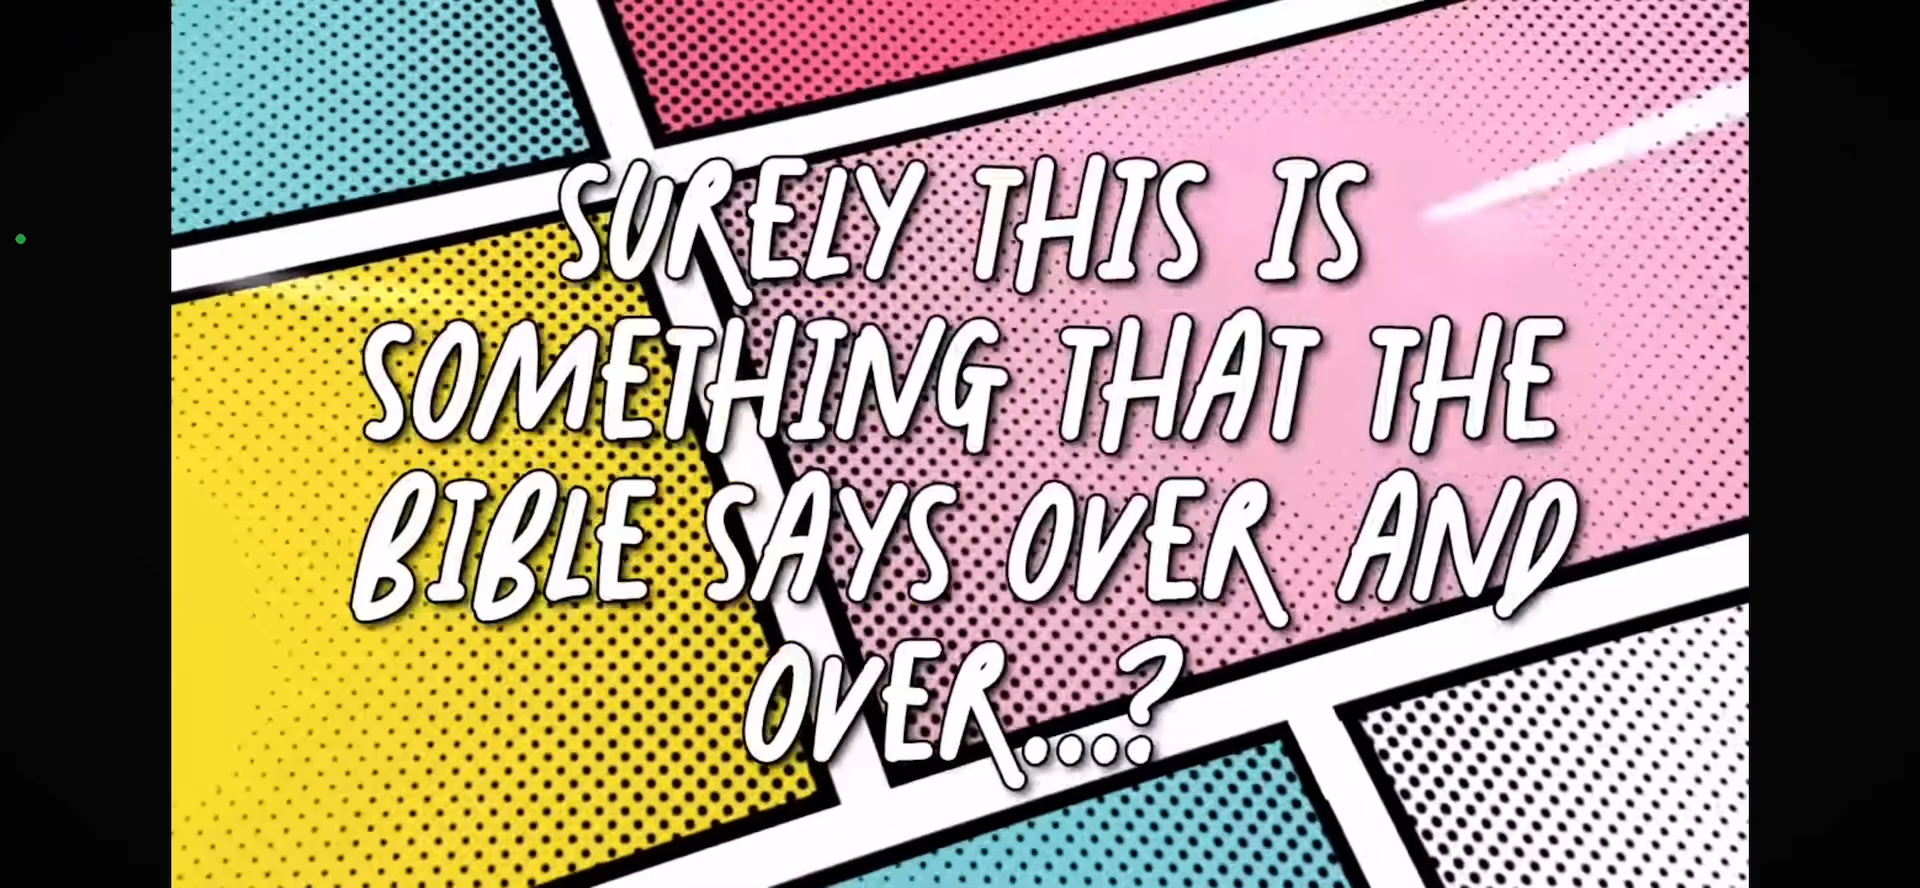 SURELY THIS IS
SOMETHING THAT THE
BIBLE SAYS OVER AND
OVER....?